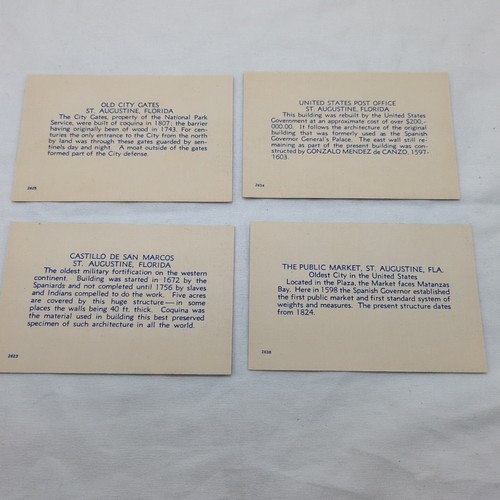 OLD CITY GATES
ST. AUGUSTINE, FLORIDA
The City Gates, property of the National Park
Service, were built of coquina in 1807; the barrier
having originally been of wood in 1743. For cen-
turies the only entrance to the City from the north
by land was through these gates guarded by sen-
tinels day and night. A moat outside of the gates
formed part of the City defense.
UNITED STATES POST OFFICE
ST. AUGUSTINE, FLORIDA
This building was rebuilt by the United States
Government at an approximate cost of over $200,-
000.00. It follows the architecture of the original
building that was formerly used as the Spanish
Governor General's Palace. The east wall still re-
maining as part of the present building was con-
structed by GONZALO MENDEZ de CANZO, 1597-
1603.
CASTILLO DE SAN MARCOS
ST. AUGUSTINE, FLORIDA
The oldest military fortification on the western
continent. Building was started in 1672 by the
Spaniards and not completed until 1756 by slaves
and Indians compelled to do the work. Five acres
are covered by this huge structure—in some
places the walls being 40 ft. thick. Coquina was
the material used in building this best preserved
specimen of such architecture in all the world.
2823
THE PUBLIC MARKET, ST. AUGUSTINE, FLA.
Oldest City in the United States
Located in the Plaza, the Market faces Matanzas
Bay. Here in 1598 the Spanish Governor established
the first public market and first standard system of
weights and measures. The present structure dates
from 1824.
2830